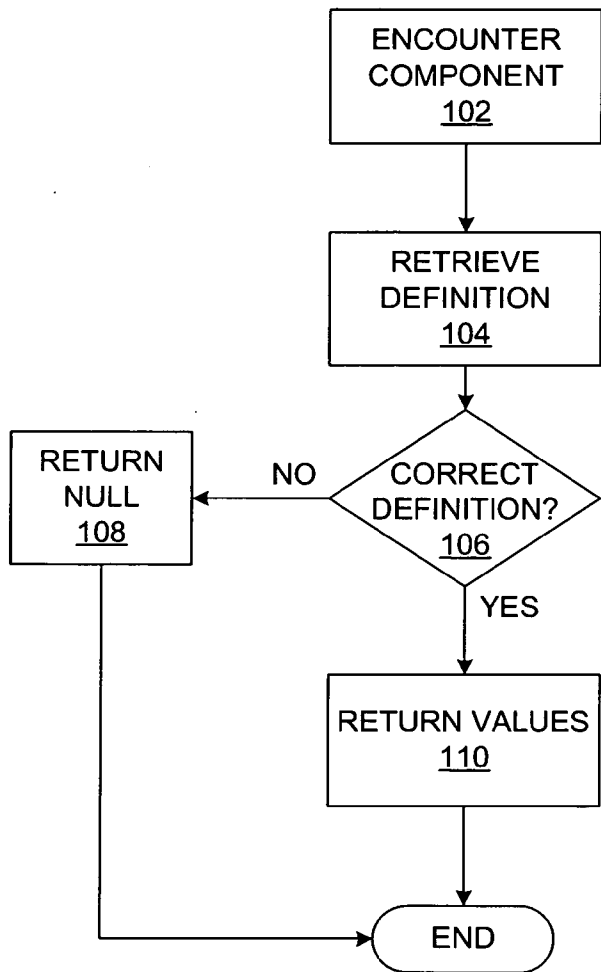 ENCOUNTER
COMPONENT
102
RETRIEVE
DEFINITION
104
CORRECT
DEFINITION?
106
NO
RETURN
NULL
108
YES
RETURN VALUES
110
END